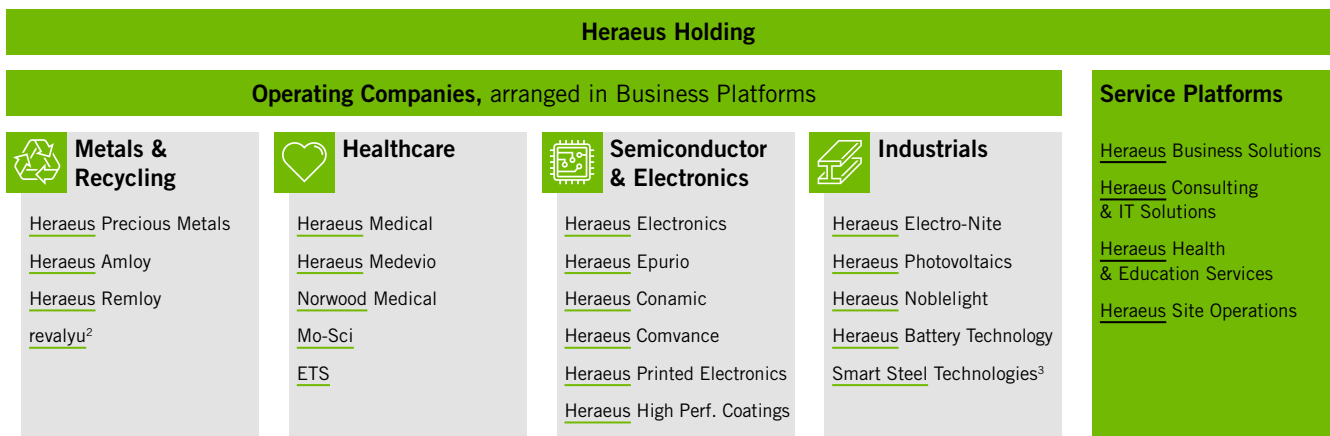 Heraeus Holding
Operating Companies, arranged in Business Platforms
Metals &
Recycling
Heraeus Precious Metals
Heraeus Amloy
Heraeus Remloy
revalyu²
Healthcare
Heraeus Medical
Heraeus Medevio
Norwood Medical
Mo-Sci
ETS
Semiconductor
& Electronics
Heraeus Electronics
Heraeus Epurio
Heraeus Conamic
Heraeus Comvance
Heraeus Printed Electronics
Heraeus High Perf. Coatings
Industrials
Heraeus Electro-Nite
Heraeus Photovoltaics
Heraeus Noblelight
Heraeus Battery Technology
Smart Steel Technologies³
Service Platforms
Heraeus Business Solutions
Heraeus Consulting
& IT Solutions
Heraeus Health
& Education Services
Heraeus Site Operations